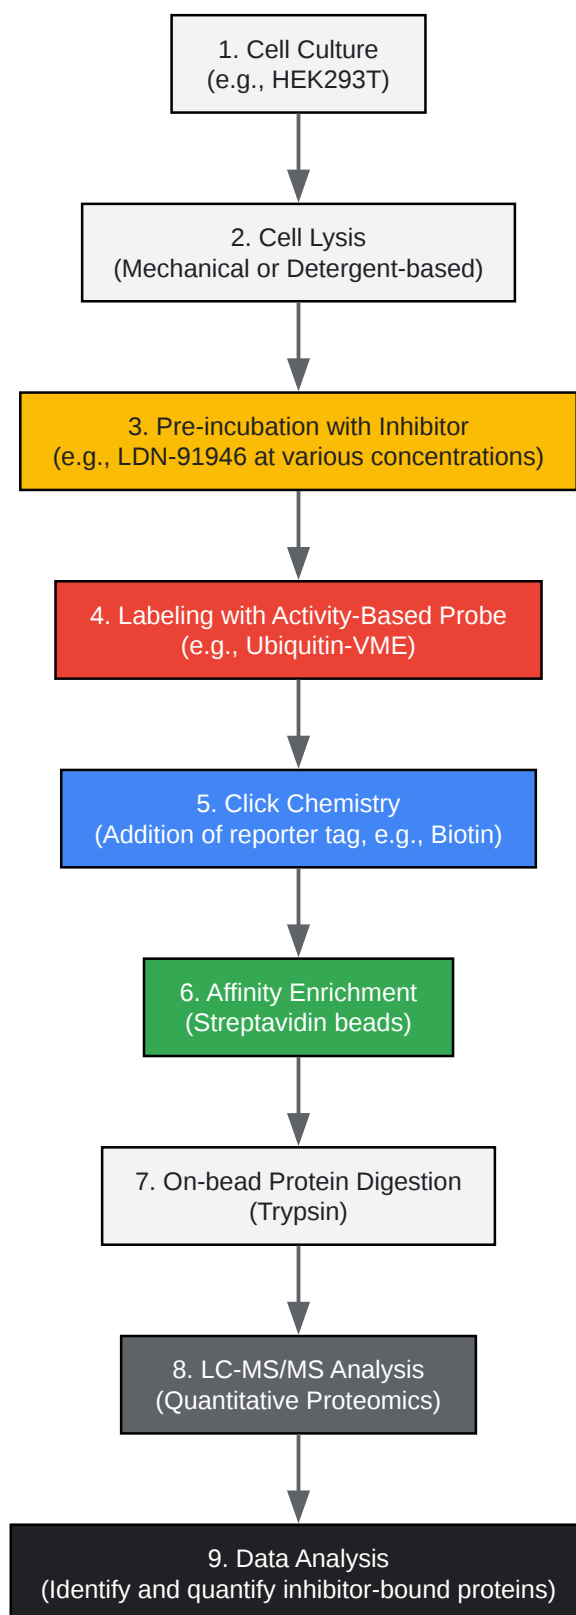 1. Cell Culture
(e.g., HEK293T)
2. Cell Lysis
(Mechanical or Detergent-based)
3. Pre-incubation with Inhibitor
(e.g., LDN-91946 at various concentrations)
4. Labeling with Activity-Based Probe
(e.g., Ubiquitin-VME)
5. Click Chemistry
(Addition of reporter tag, e.g., Biotin)
6. Affinity Enrichment
(Streptavidin beads)
7. On-bead Protein Digestion
(Trypsin)
8. LC-MS/MS Analysis
(Quantitative Proteomics)
9. Data Analysis
(Identify and quantify inhibitor-bound proteins)